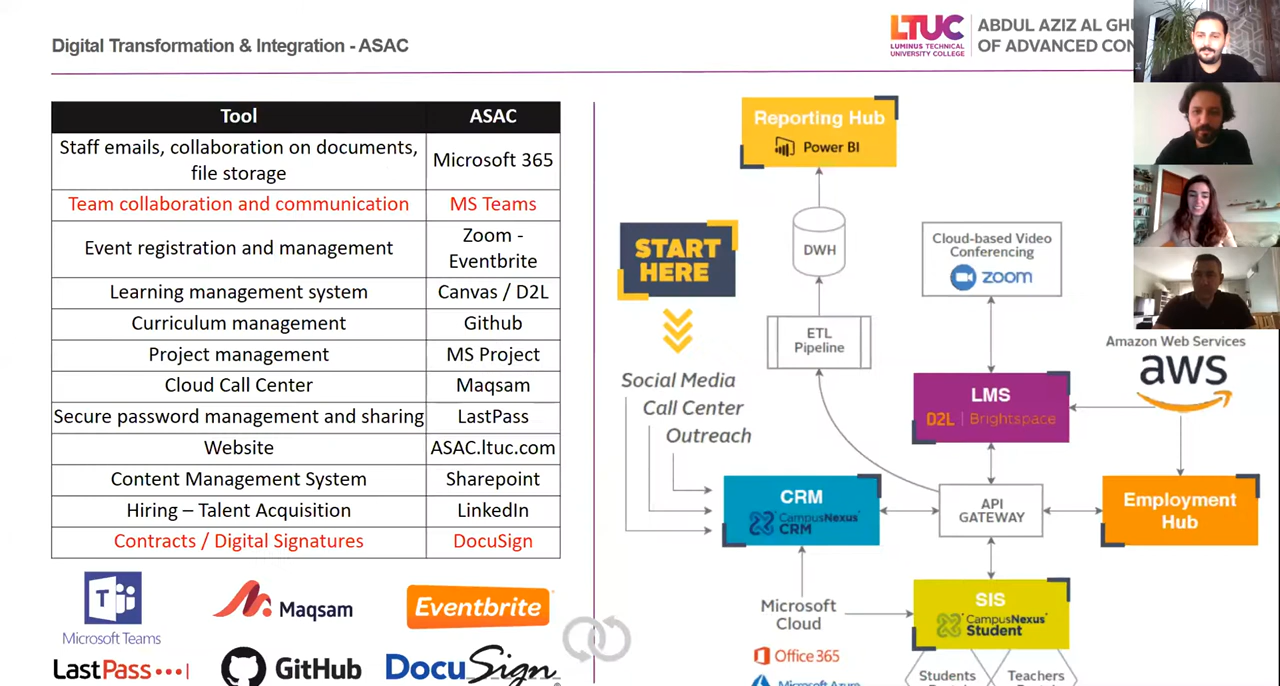 Digital Transformation & Integration - ASAC
LTUC
LUMINUS TECHNICAL
UNIVERSITY COLLEGE
ABDUL AZIZ AL
OF ADVANCED
Tool ASAC
Staff emails, collaboration on documents,
file storage
Microsoft 365
Team collaboration and communication MS Teams
Event registration and management
Zoom -
Eventbrite
Learning management system Canvas / D2L
Curriculum management Github
Project management MS Project
Cloud Call Center Maqsam
Secure password management and sharing LastPass
Website ASAC.ltuc.com
Content Management System Sharepoint
Hiring – Talent Acquisition LinkedIn
Contracts / Digital Signatures DocuSign
Microsoft Teams
Maqsam
Eventbrite
LastPass
GitHub
DocuSign
Reporting Hub
Power BI
START
HERE
DWH
Cloud-based Video
Conferencing
zoom
ETL
Pipeline
Amazon Web Services
aws
Social Media
Call Center
Outreach
LMS
D2L | Brightspace
CRM
CampusNexus
CRM
API
GATEWAY
Employment
Hub
Microsoft
Cloud
SIS
CampusNexus
Student
Office 365
Microsoft Azure
Students
Teachers